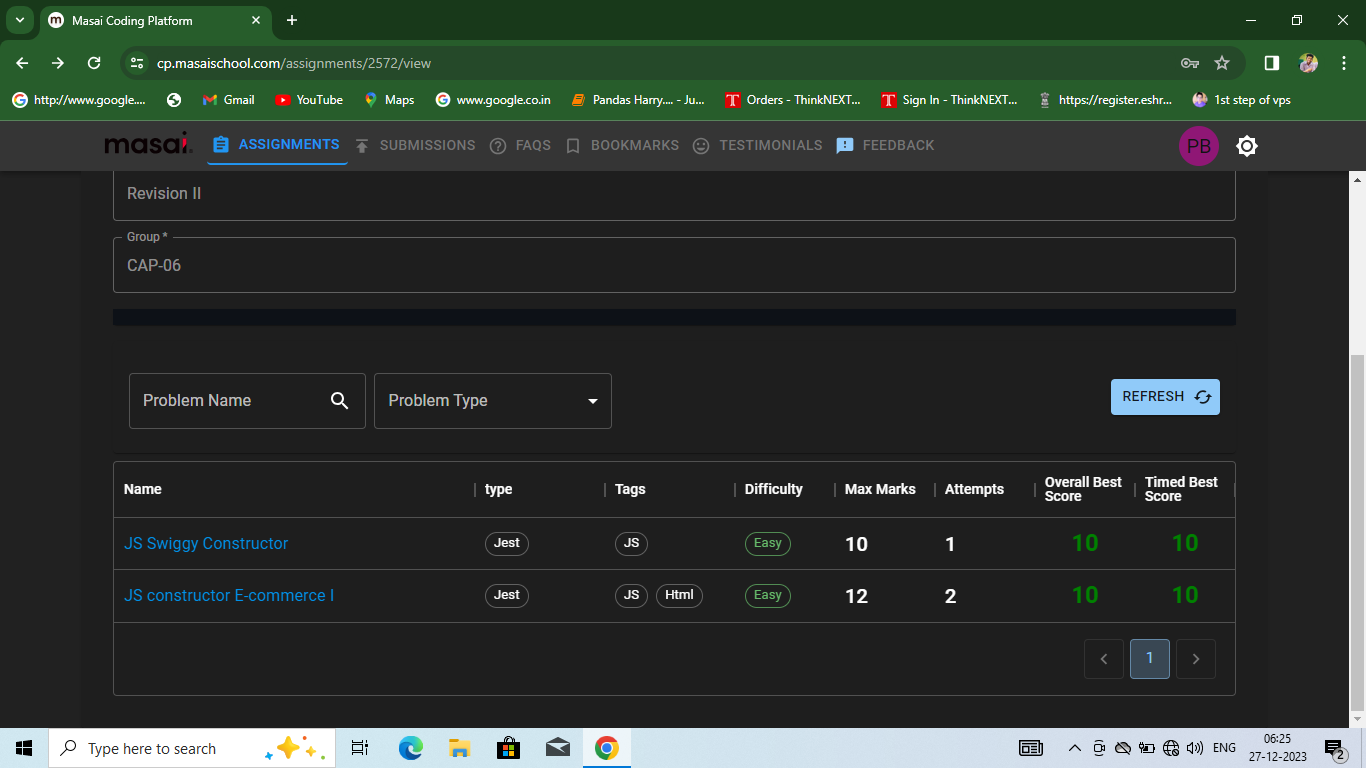 m Masai Coding Platform
cp.masaischool.com/assignments/2572/view
http://www.google.... Gmail YouTube Maps www.google.co.in Pandas Harry.... - Ju... Orders - ThinkNEXT... Sign In - ThinkNEXT... https://register.eshr... 1st step of vps
masai. ASSIGNMENTS SUBMISSIONS FAQS BOOKMARKS TESTIMONIALS FEEDBACK PB
Revision II
Group *
CAP-06
Problem Name Problem Type REFRESH
Name type Tags Difficulty Max Marks Attempts Overall Best Score Timed Best Score
JS Swiggy Constructor Jest JS Easy 10 1 10 10
JS constructor E-commerce I Jest JS Html Easy 12 2 10 10
1
Type here to search ENG 06:25
27-12-2023 2